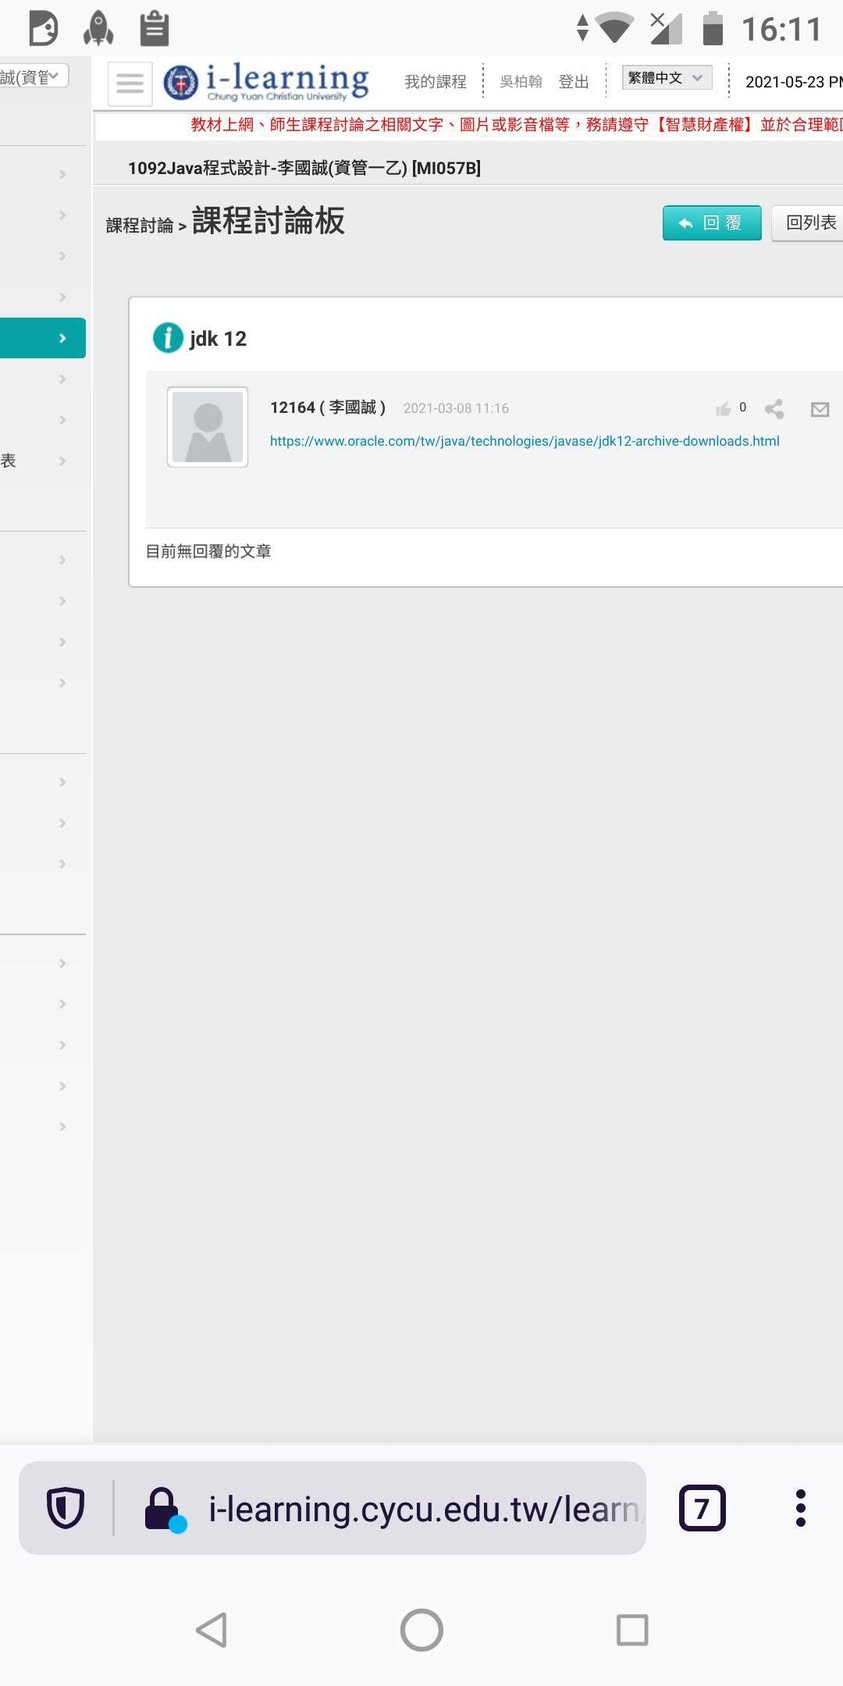 16:11
誠(資管
i-learning
Chung Yuan Christian University
我的課程
吳柏翰
登出
繁體中文
2021-05-23 PM
教材上網、師生課程討論之相關文字、圖片或影音檔等，務請遵守【智慧財產權】並於合理範圍
1092Java程式設計-李國誠(資管一乙) [MI057B]
課程討論 > 課程討論板
回覆
回列表
jdk 12
12164 ( 李國誠 )
2021-03-08 11:16
0
https://www.oracle.com/tw/java/technologies/javase/jdk12-archive-downloads.html
表
目前無回覆的文章
i-learning.cycu.edu.tw/learn
7